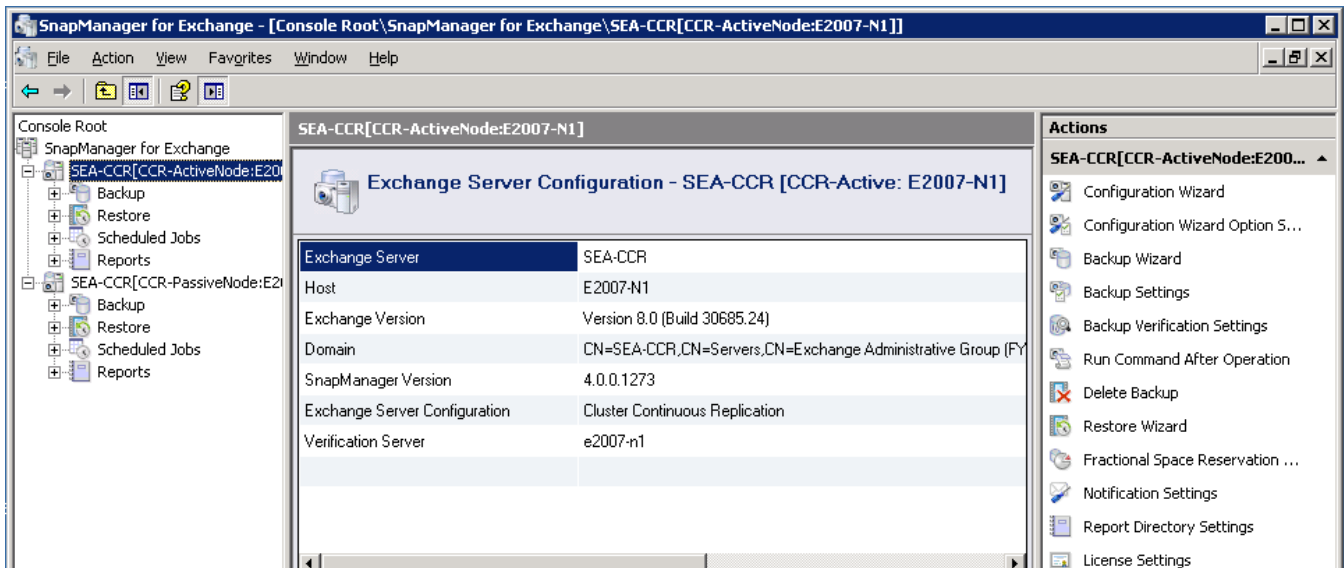 SnapManager for Exchange - [Console Root\SnapManager for Exchange\SEA-CCR[CCR-ActiveNode:E2007-N1]]
File Action View Favorites Window Help
Console Root
SnapManager for Exchange
SEA-CCR[CCR-ActiveNode:E20
Backup
Restore
Scheduled Jobs
Reports
SEA-CCR[CCR-PassiveNode:E2
Backup
Restore
Scheduled Jobs
Reports
SEA-CCR[CCR-ActiveNode:E2007-N1]
Exchange Server Configuration - SEA-CCR [CCR-Active: E2007-N1]
Exchange Server SEA-CCR
Host E2007-N1
Exchange Version Version 8.0 (Build 30685.24)
Domain CN=SEA-CCR,CN=Servers,CN=Exchange Administrative Group (FY
SnapManager Version 4.0.0.1273
Exchange Server Configuration Cluster Continuous Replication
Verification Server e2007-n1
Actions
SEA-CCR[CCR-ActiveNode:E200...
Configuration Wizard
Configuration Wizard Option S...
Backup Wizard
Backup Settings
Backup Verification Settings
Run Command After Operation
Delete Backup
Restore Wizard
Fractional Space Reservation ...
Notification Settings
Report Directory Settings
License Settings